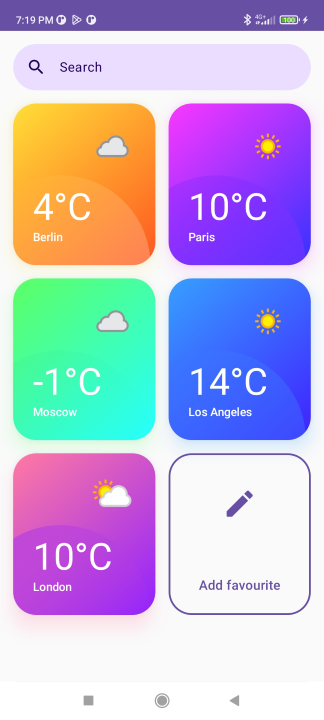 7:19 PM 4G+ 100
Search
4°C
Berlin
10°C
Paris
-1°C
Moscow
14°C
Los Angeles
10°C
London
Add favourite